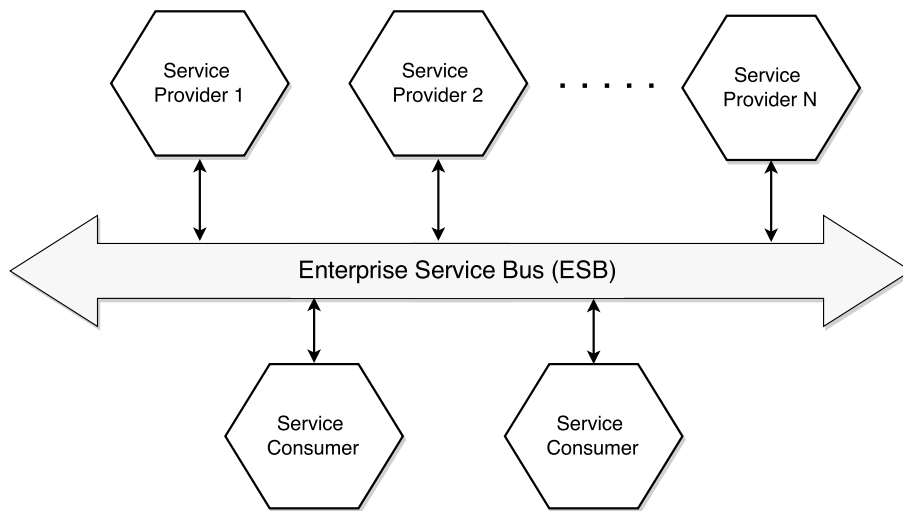 Service
Provider 1
Service
Provider 2
. . . . .
Service
Provider N
Enterprise Service Bus (ESB)
Service
Consumer
Service
Consumer